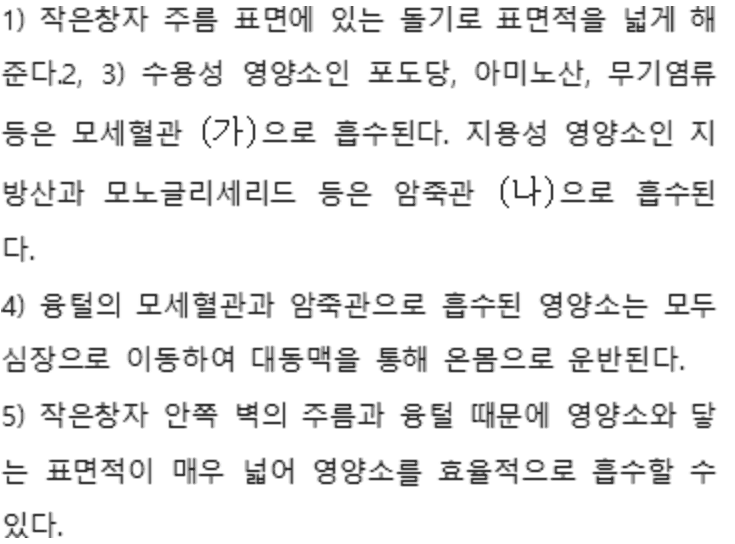 1) 작은창자 주름 표면에 있는 돌기로 표면적을 넓게 해
준다.2, 3) 수용성 영양소인 포도당, 아미노산, 무기염류
등은 모세혈관 (가)으로 흡수된다. 지용성 영양소인 지
방산과 모노글리세리드 등은 암죽관 (나)으로 흡수된
다.
4) 융털의 모세혈관과 암죽관으로 흡수된 영양소는 모두
심장으로 이동하여 대동맥을 통해 온몸으로 운반된다.
5) 작은창자 안쪽 벽의 주름과 융털 때문에 영양소와 닿
는 표면적이 매우 넓어 영양소를 효율적으로 흡수할 수
있다.